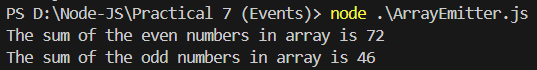 PS D:\Node-JS\Practical 7 (Events)> node .\ArrayEmitter.js
The sum of the even numbers in array is 72
The sum of the odd numbers in array is 46